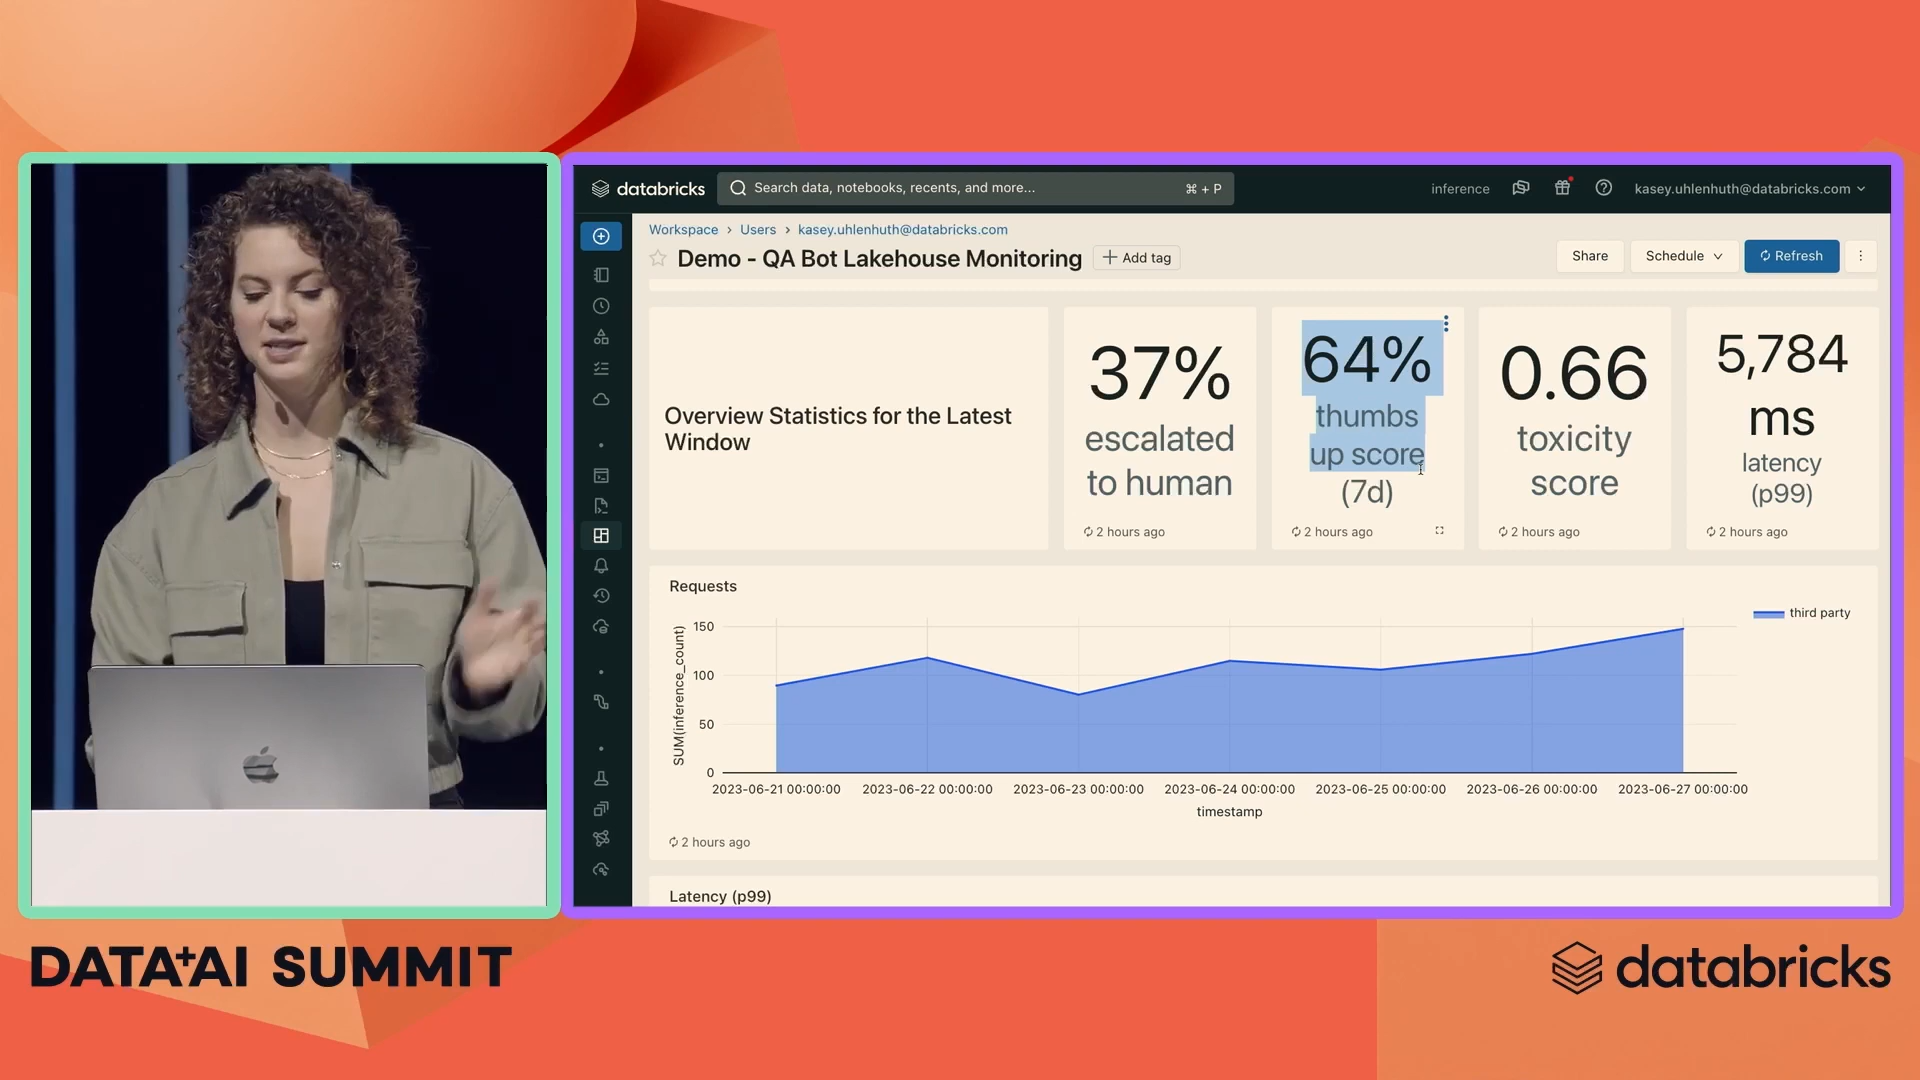 databricks
Search data, notebooks, recents, and more...
⌘ + P
inference
kasey.uhlenhuth@databricks.com
Workspace › Users › kasey.uhlenhuth@databricks.com
Demo - QA Bot Lakehouse Monitoring
Add tag
Share
Schedule
Refresh
Overview Statistics for the Latest
Window
37%
escalated
to human
2 hours ago
64%
thumbs
up score
(7d)
2 hours ago
0.66
toxicity
score
2 hours ago
5,784
ms
latency
(p99)
2 hours ago
Requests
third party
SUM(inference_count)
150
100
50
0
2023-06-21 00:00:00
2023-06-22 00:00:00
2023-06-23 00:00:00
2023-06-24 00:00:00
2023-06-25 00:00:00
2023-06-26 00:00:00
2023-06-27 00:00:00
timestamp
2 hours ago
Latency (p99)
DATA+AI SUMMIT
databricks